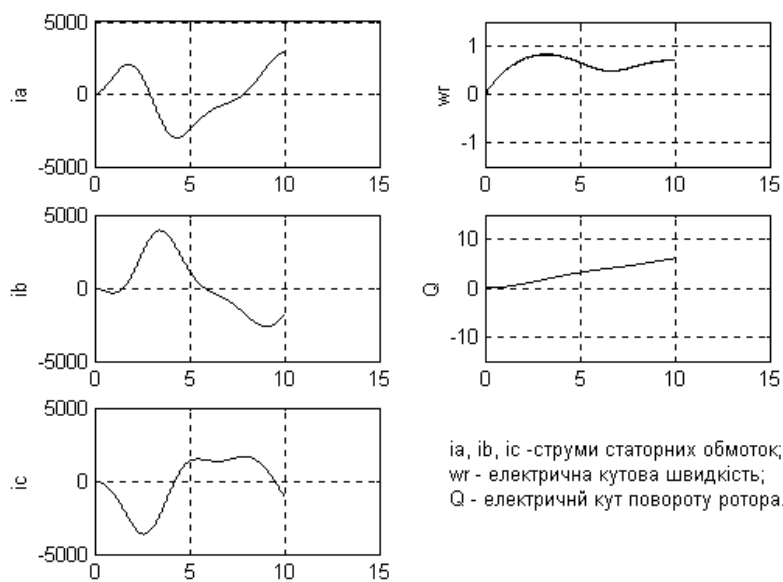 5000
0
-5000
ia
0 5 10 15
1
0
-1
wr
0 5 10 15
5000
0
-5000
ib
0 5 10 15
10
0
-10
Q
0 5 10 15
5000
0
-5000
ic
0 5 10 15
ia, ib, ic -струми статорних обмоток;
wr - електрична кутова швидкість;
Q - електричнй кут повороту ротора.